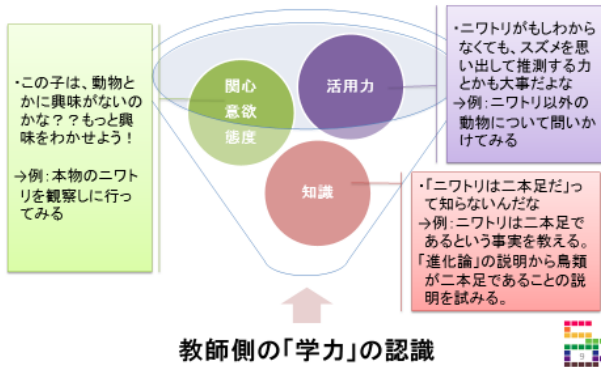 ・この子は、動物と
かに興味がないの
かな？？もっと興
味をわかせよう！
→例：本物のニワト
リを観察しに行っ
てみる
関心
意欲
態度
活用力
知識
・ニワトリがもしわから
なくても、スズメを思
い出して推測する力
とかも大事だよな
→例：ニワトリ以外の
動物について問いか
けてみる
・「ニワトリは二本足だ」っ
て知らないんだな
→例：ニワトリは二本足で
あるという事実を教える。
「進化論」の説明から鳥類
が二本足であることの説
明を試みる。
教師側の「学力」の認識
9